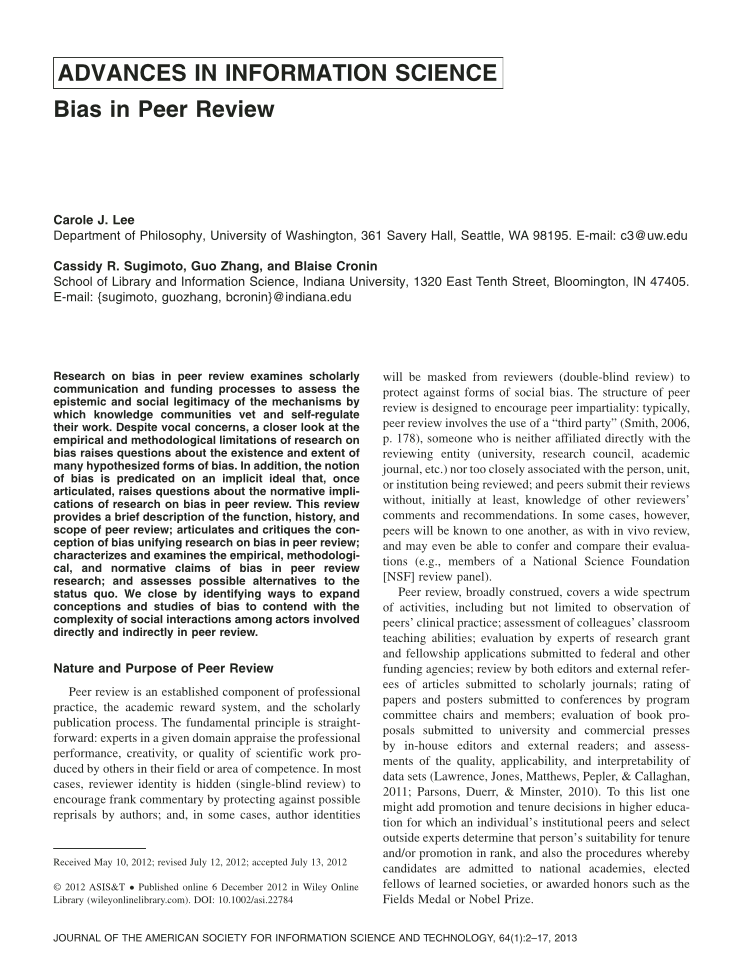 ADVANCES IN INFORMATION SCIENCE
Bias in Peer Review
Carole J. Lee
Department of Philosophy, University of Washington, 361 Savery Hall, Seattle, WA 98195. E-mail: c3@uw.edu
Cassidy R. Sugimoto, Guo Zhang, and Blaise Cronin
School of Library and Information Science, Indiana University, 1320 East Tenth Street, Bloomington, IN 47405.
E-mail: {sugimoto, guozhang, bcronin}@indiana.edu
Research on bias in peer review examines scholarly
communication and funding processes to assess the
epistemic and social legitimacy of the mechanisms by
which knowledge communities vet and self-regulate
their work. Despite vocal concerns, a closer look at the
empirical and methodological limitations of research on
bias raises questions about the existence and extent of
many hypothesized forms of bias. In addition, the notion
of bias is predicated on an implicit ideal that, once
articulated, raises questions about the normative impli-
cations of research on bias in peer review. This review
provides a brief description of the function, history, and
scope of peer review; articulates and critiques the con-
ception of bias unifying research on bias in peer review;
characterizes and examines the empirical, methodologi-
cal, and normative claims of bias in peer review
research; and assesses possible alternatives to the
status quo. We close by identifying ways to expand
conceptions and studies of bias to contend with the
complexity of social interactions among actors involved
directly and indirectly in peer review.
Nature and Purpose of Peer Review
Peer review is an established component of professional
practice, the academic reward system, and the scholarly
publication process. The fundamental principle is straight-
forward: experts in a given domain appraise the professional
performance, creativity, or quality of scientific work pro-
duced by others in their field or area of competence. In most
cases, reviewer identity is hidden (single-blind review) to
encourage frank commentary by protecting against possible
reprisals by authors; and, in some cases, author identities
Received May 10, 2012; revised July 12, 2012; accepted July 13, 2012
© 2012 ASIS&T • Published online 6 December 2012 in Wiley Online
Library (wileyonlinelibrary.com). DOI: 10.1002/asi.22784
will be masked from reviewers (double-blind review) to
protect against forms of social bias. The structure of peer
review is designed to encourage peer impartiality: typically,
peer review involves the use of a “third party” (Smith, 2006,
p. 178), someone who is neither affiliated directly with the
reviewing entity (university, research council, academic
journal, etc.) nor too closely associated with the person, unit,
or institution being reviewed; and peers submit their reviews
without, initially at least, knowledge of other reviewers’
comments and recommendations. In some cases, however,
peers will be known to one another, as with in vivo review,
and may even be able to confer and compare their evalua-
tions (e.g., members of a National Science Foundation
[NSF] review panel).
Peer review, broadly construed, covers a wide spectrum
of activities, including but not limited to observation of
peers’ clinical practice; assessment of colleagues’ classroom
teaching abilities; evaluation by experts of research grant
and fellowship applications submitted to federal and other
funding agencies; review by both editors and external refer-
ees of articles submitted to scholarly journals; rating of
papers and posters submitted to conferences by program
committee chairs and members; evaluation of book pro-
posals submitted to university and commercial presses
by in-house editors and external readers; and assess-
ments of the quality, applicability, and interpretability of
data sets (Lawrence, Jones, Matthews, Pepler, & Callaghan,
2011; Parsons, Duerr, & Minster, 2010). To this list one
might add promotion and tenure decisions in higher educa-
tion for which an individual’s institutional peers and select
outside experts determine that person’s suitability for tenure
and/or promotion in rank, and also the procedures whereby
candidates are admitted to national academies, elected
fellows of learned societies, or awarded honors such as the
Fields Medal or Nobel Prize.
JOURNAL OF THE AMERICAN SOCIETY FOR INFORMATION SCIENCE AND TECHNOLOGY, 64(1):2–17, 2013